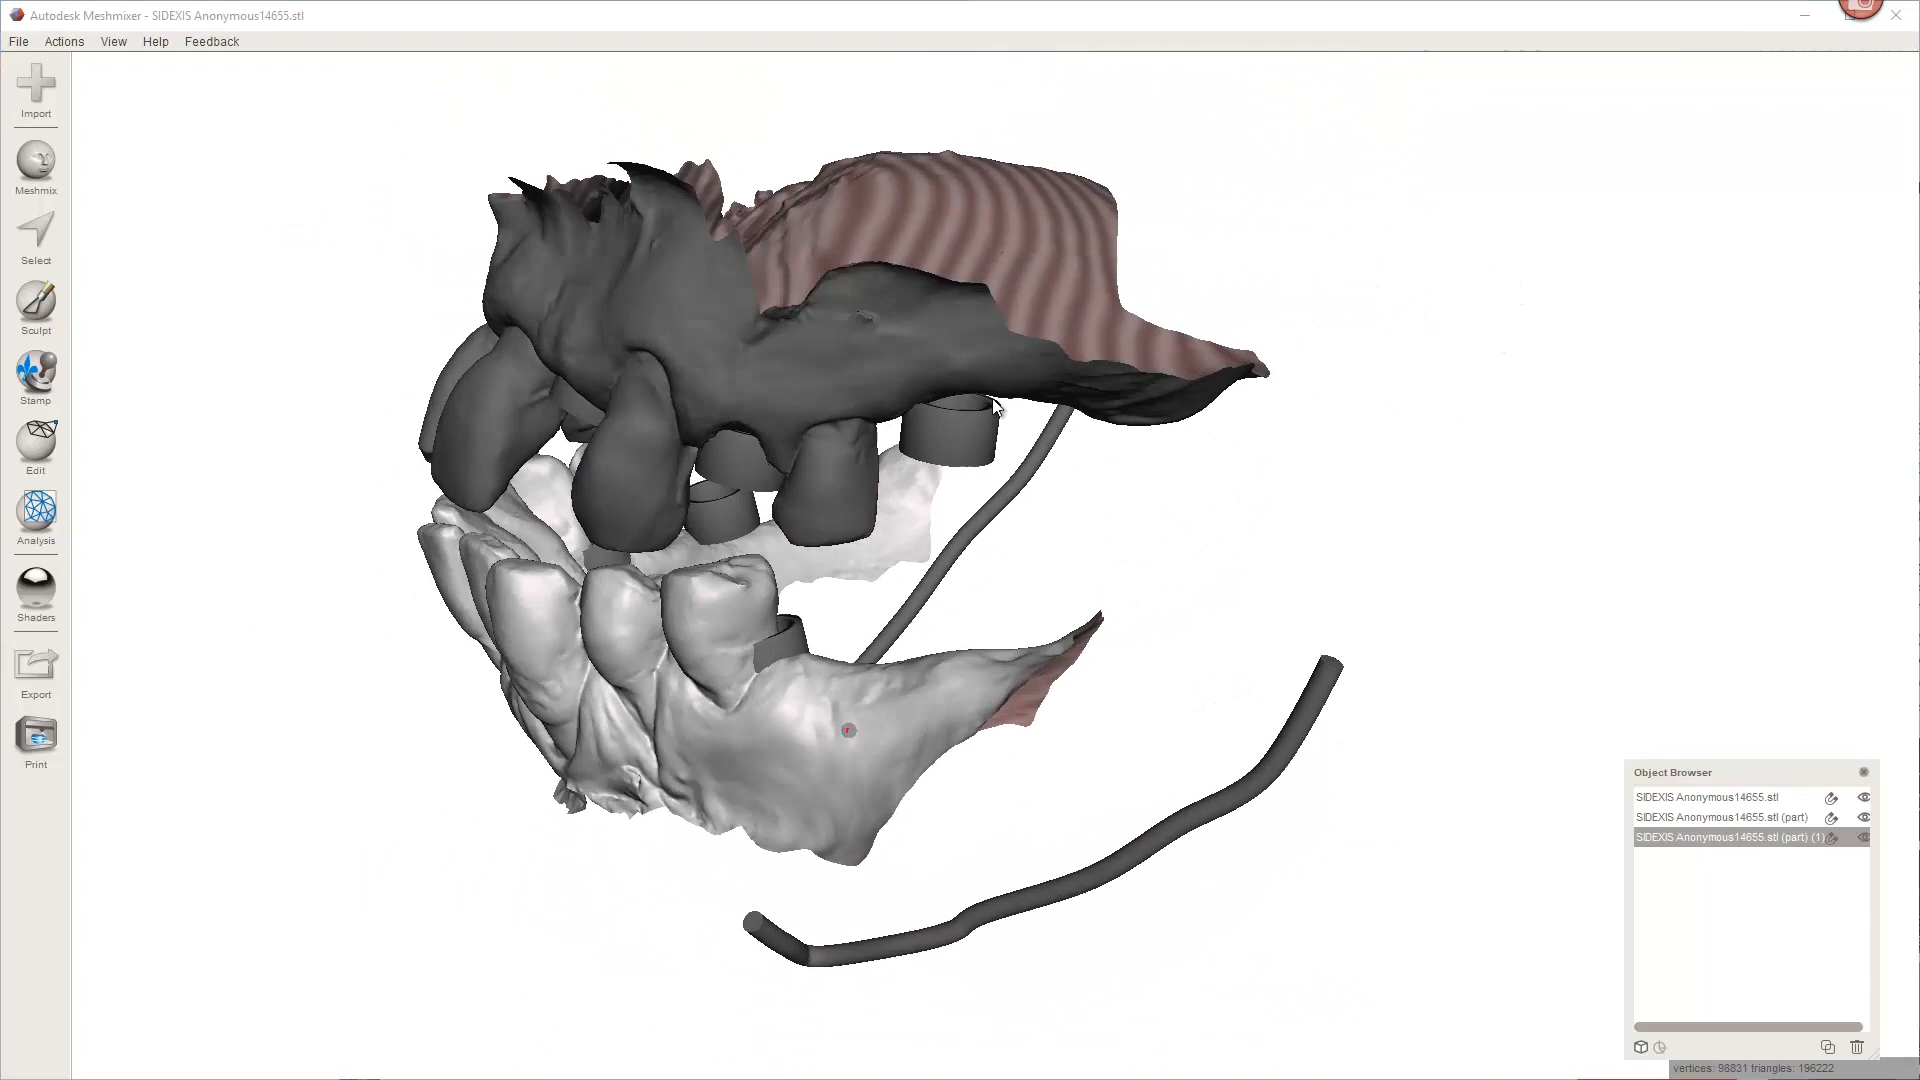 Autodesk Meshmixer - SIDEXIS Anonymous14655.stl
File Actions View Help Feedback
Import
Meshmix
Select
Sculpt
Stamp
Edit
Analysis
Shaders
Export
Print
Object Browser
SIDEXIS Anonymous14655.stl
SIDEXIS Anonymous14655.stl (part)
SIDEXIS Anonymous14655.stl (part) (1)
vertices: 98831 triangles: 196222